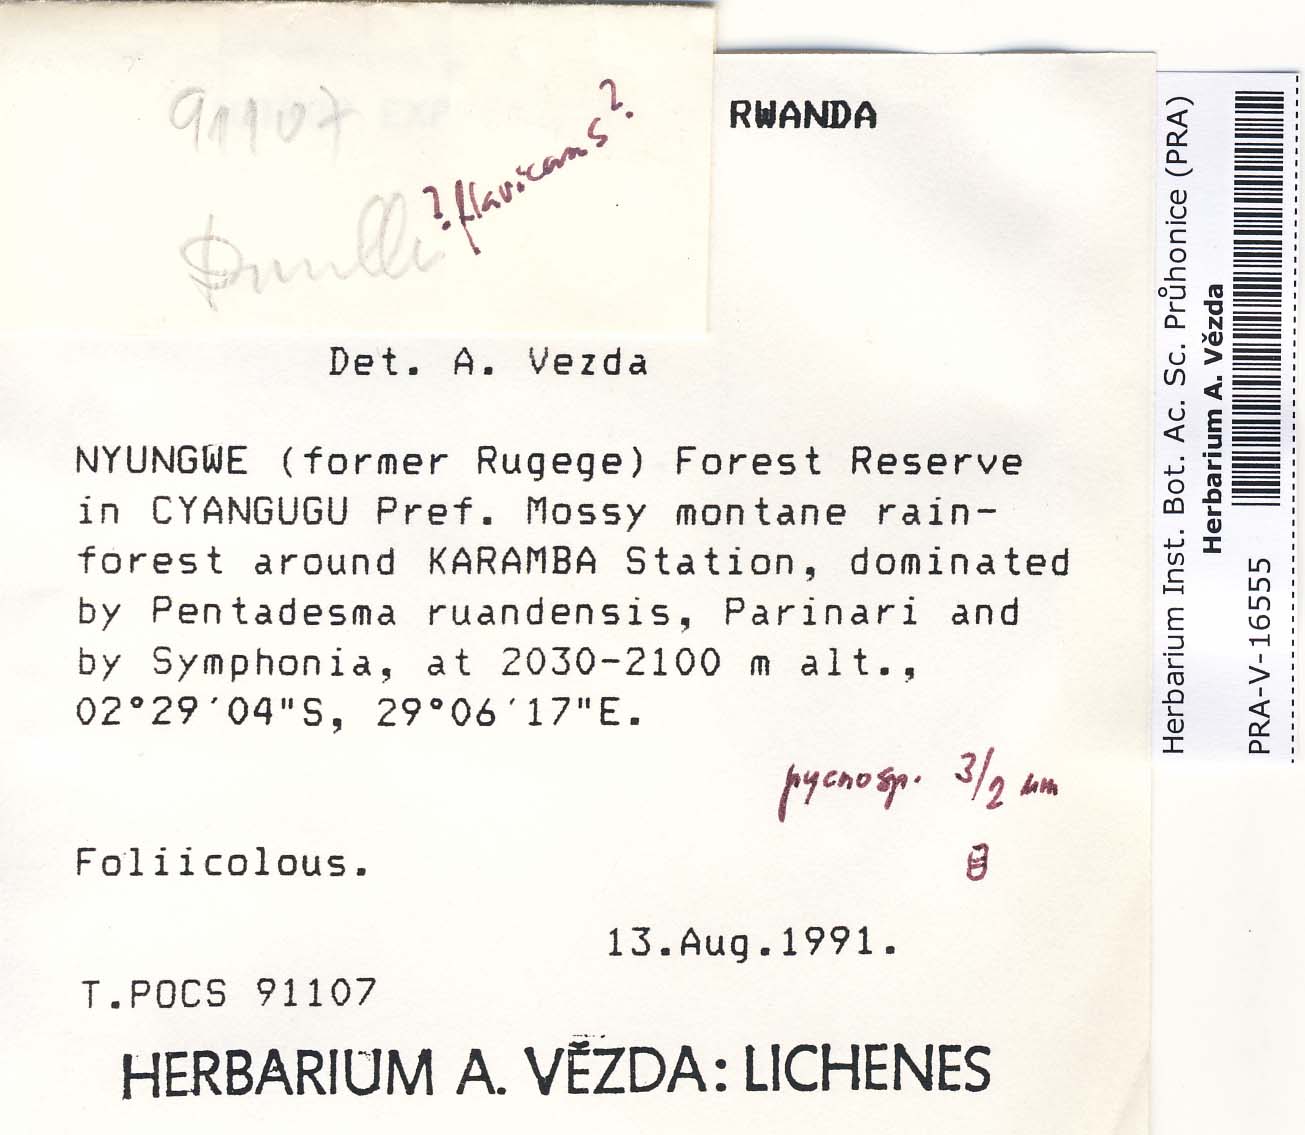 91107
? flavicans ?
RWANDA
Det. A. Vezda
NYUNGWE (former Rugege) Forest Reserve
in CYANGUGU Pref. Mossy montane rain-
forest around KARAMBA Station, dominated
by Pentadesma ruandensis, Parinari and
by Symphonia, at 2030-2100 m alt.,
02°29´04"S, 29°06´17"E.
pycnosp. 3/2 µm
Foliicolous.
13.Aug.1991.
T.POCS 91107
HERBARIUM A. VĚZDA: LICHENES
Herbarium Inst. Bot. Ac. Sc. Průhonice (PRA)
Herbarium A. Vězda
PRA-V-16555